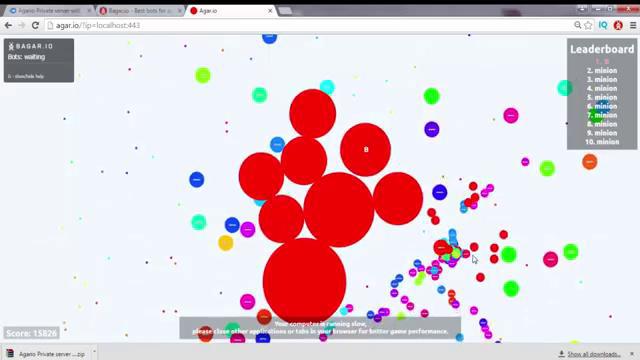 Agario Private server wit
Bagar.io - Best bots for a
Agar.io
agar.io/?ip=localhost:443
BAGAR.IO
Bots: waiting
G - show/hide help
Leaderboard
1. B
2. minion
3. minion
4. minion
5. minion
6. minion
7. minion
8. minion
9. minion
10. minion
B
Your computer is running slow,
please close other applications or tabs in your browser for better game performance.
Score: 15826
Agario Private server ....zip
Show all downloads...